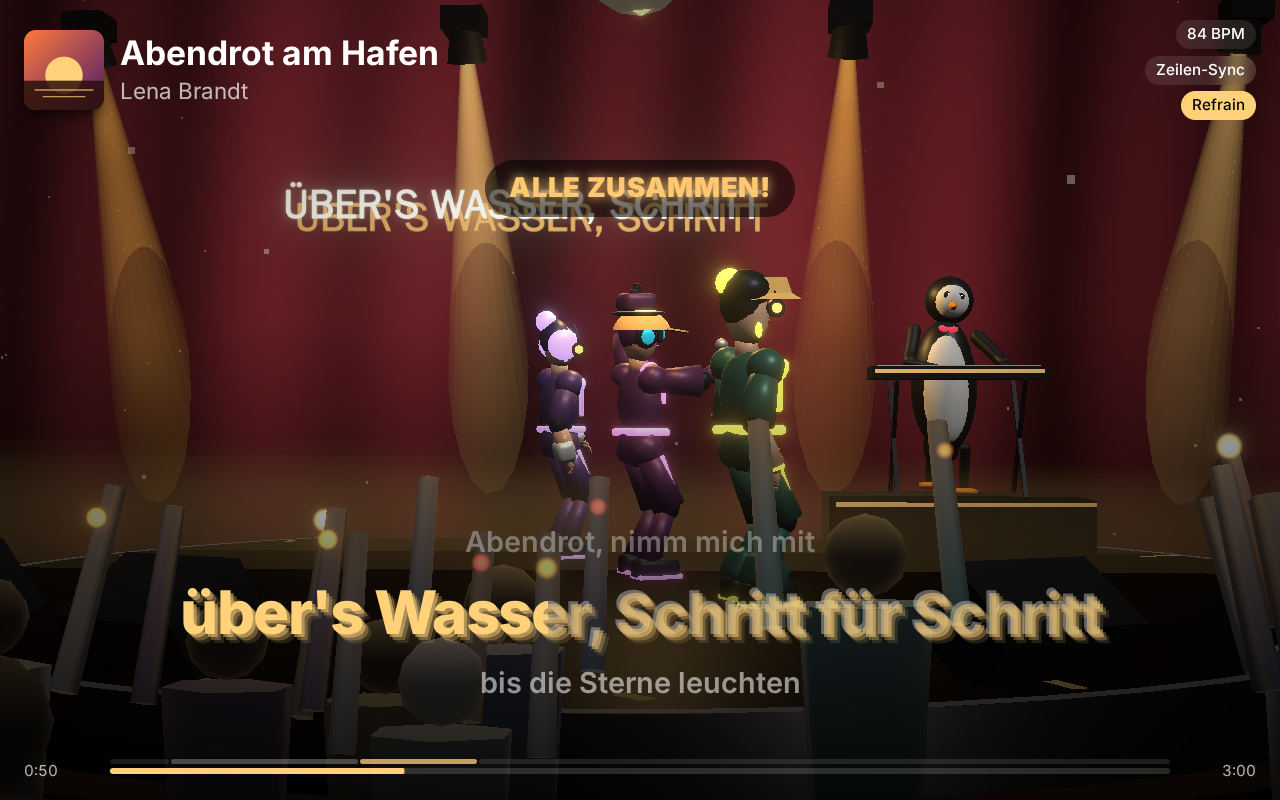 Abendrot am Hafen
Lena Brandt
84 BPM
Zeilen-Sync
Refrain
ALLE ZUSAMMEN!
ÜBER'S WASSER, SCHRITT
Abendrot, nimm mich mit
über's Wasser, Schritt für Schritt
bis die Sterne leuchten
0:50
3:00